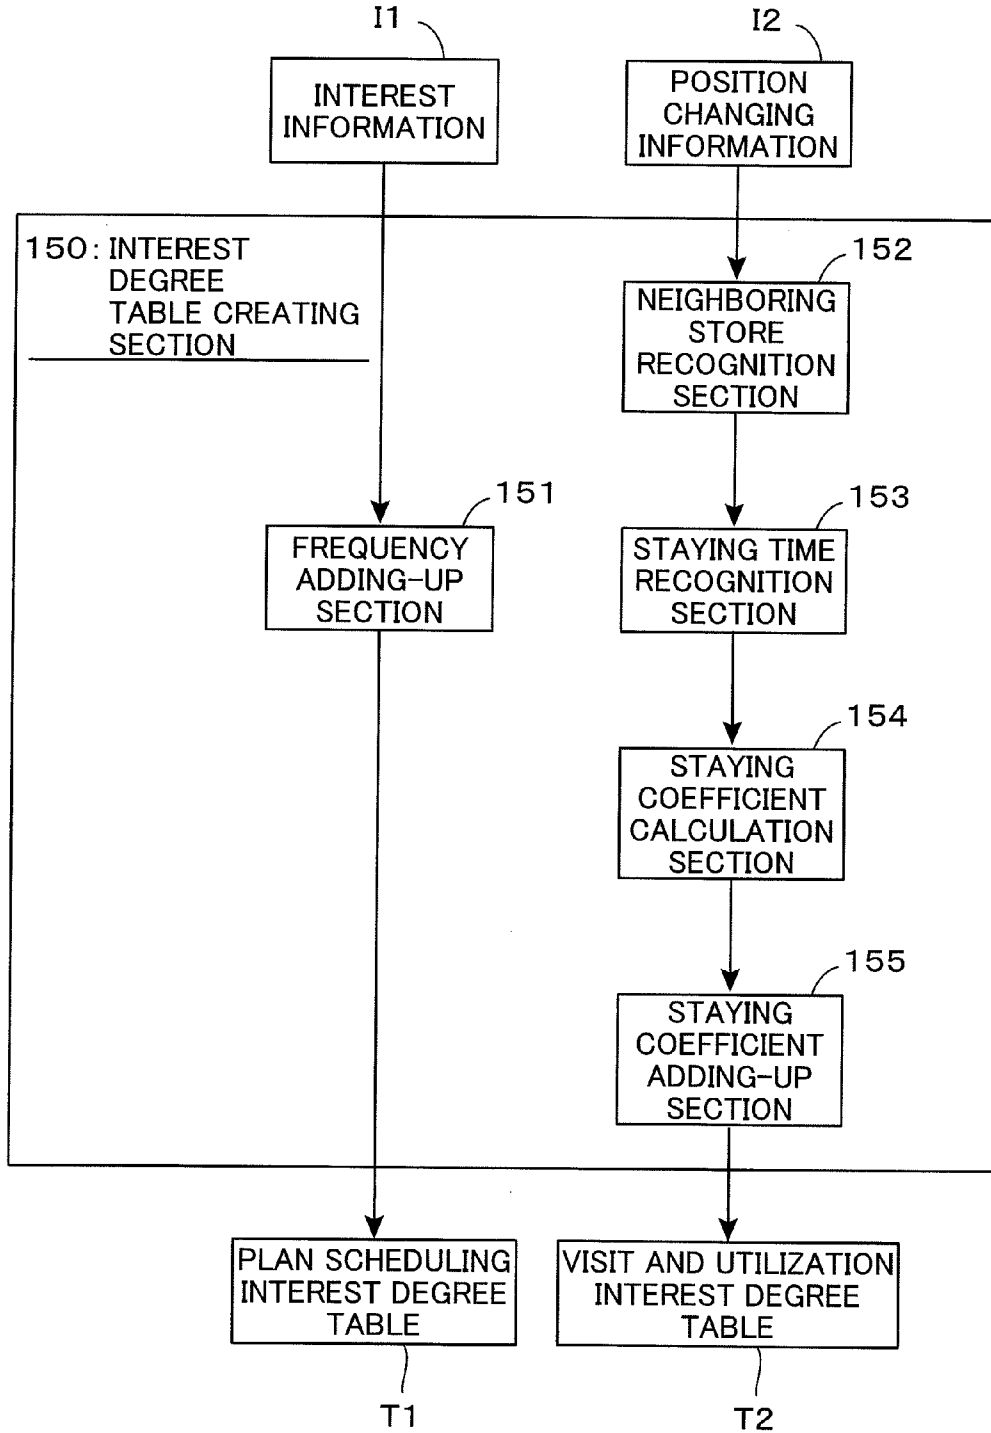 I1
INTEREST
INFORMATION
I2
POSITION
CHANGING
INFORMATION
150: INTEREST
DEGREE
TABLE CREATING
SECTION
152
NEIGHBORING
STORE
RECOGNITION
SECTION
151
FREQUENCY
ADDING-UP
SECTION
153
STAYING TIME
RECOGNITION
SECTION
154
STAYING
COEFFICIENT
CALCULATION
SECTION
155
STAYING
COEFFICIENT
ADDING-UP
SECTION
PLAN SCHEDULING
INTEREST DEGREE
TABLE
T1
VISIT AND UTILIZATION
INTEREST DEGREE
TABLE
T2